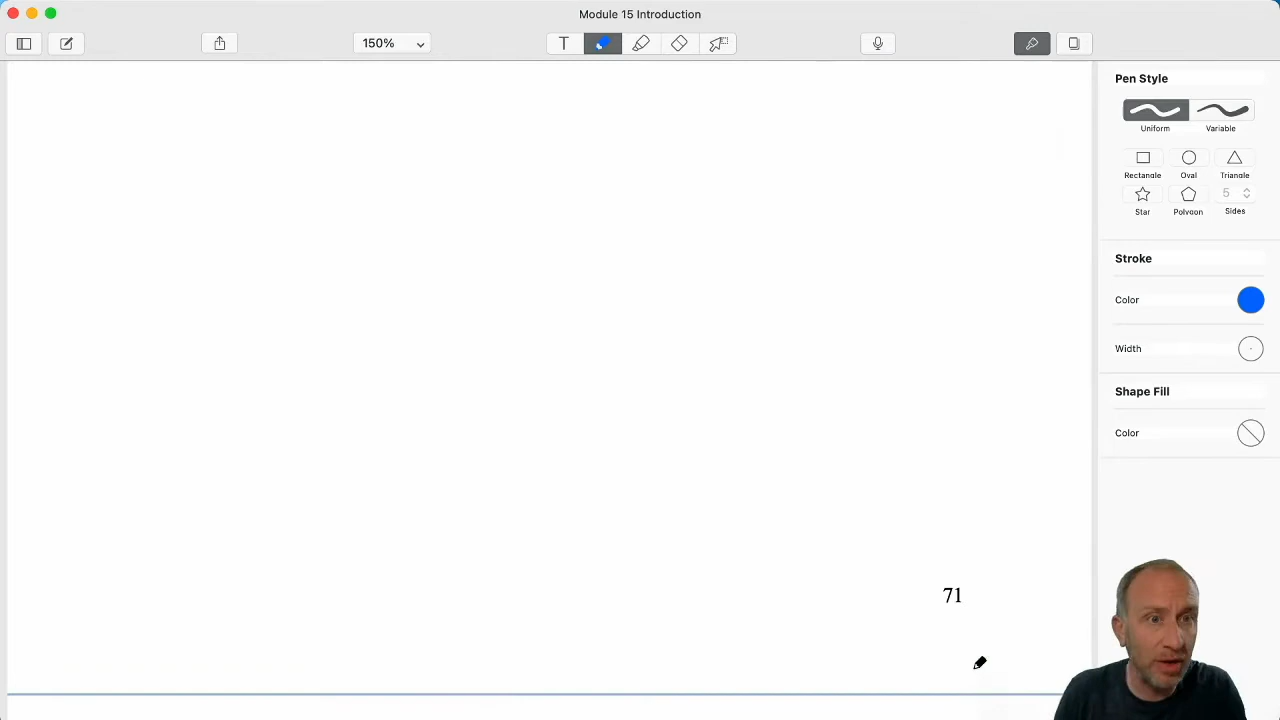 Module 15 Introduction
150%
T
Pen Style
Uniform
Variable
Rectangle
Oval
Triangle
5
Star
Polygon
Sides
Stroke
Color
Width
Shape Fill
Color
71